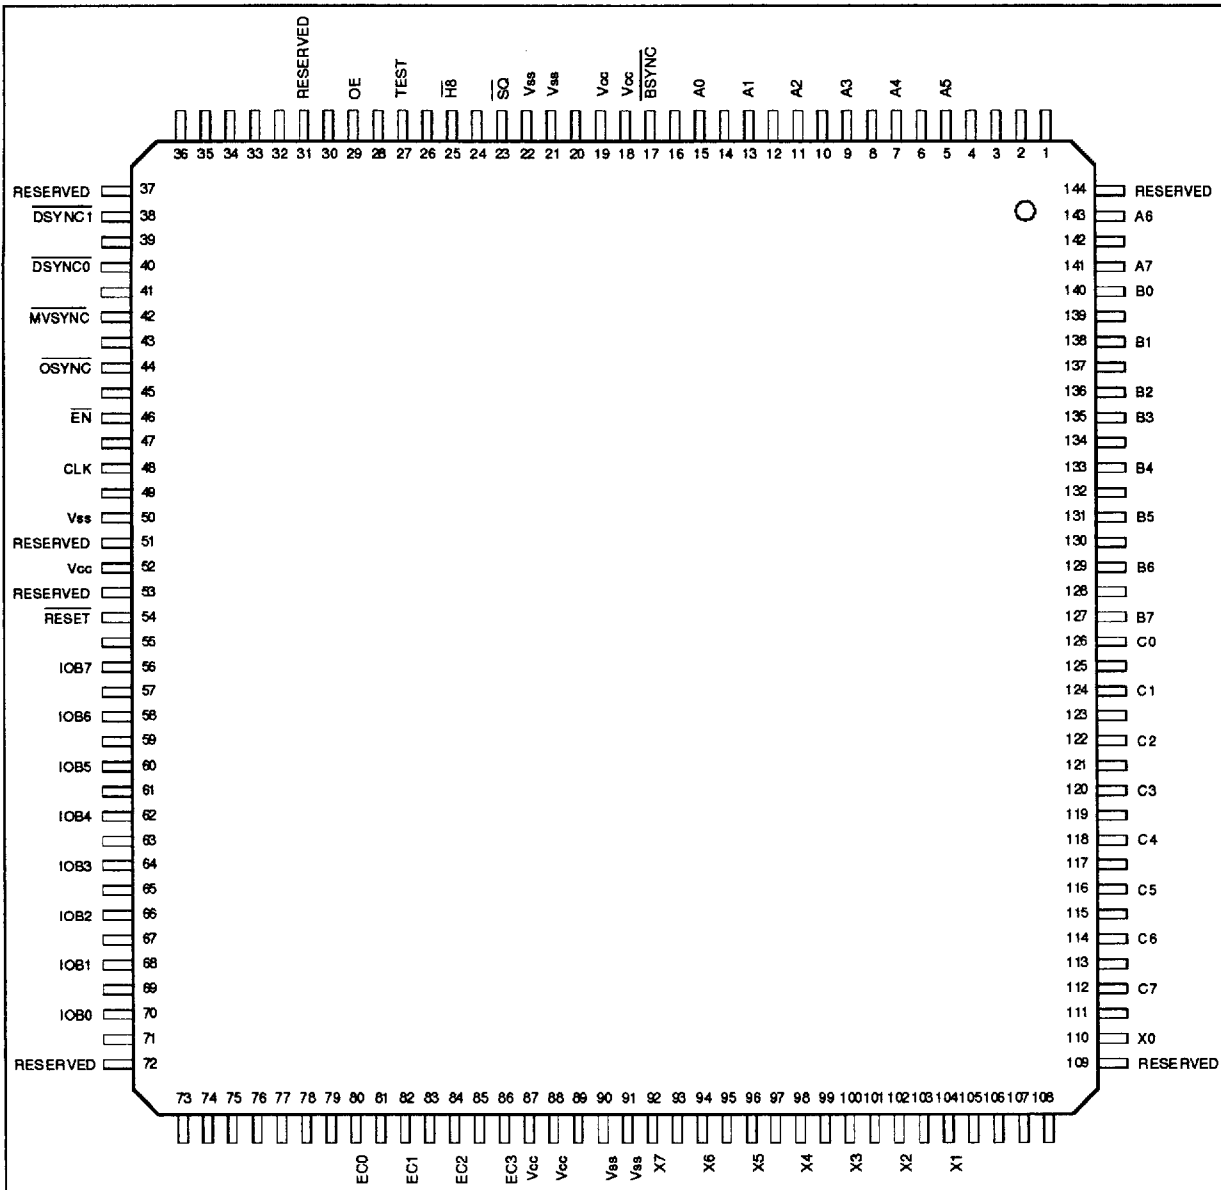 RESERVED OE TEST H8 SQ Vss Vss Vcc Vcc BSYNC A0 A1 A2 A3 A4 A5
36 35 34 33 32 31 30 29 28 27 26 25 24 23 22 21 20 19 18 17 16 15 14 13 12 11 10 9 8 7 6 5 4 3 2 1
RESERVED 37 144 RESERVED
DSYNC1 38 143 A6
39 142
DSYNC0 40 141 A7
41 140 B0
MVSYNC 42 139
43 138 B1
OSYNC 44 137
45 136 B2
EN 46 135 B3
47 134
CLK 48 133 B4
49 132
Vss 50 131 B5
RESERVED 51 130
Vcc 52 129 B6
RESERVED 53 128
RESET 54 127 B7
55 126 C0
IOB7 56 125
57 124 C1
IOB6 58 123
59 122 C2
IOB5 60 121
61 120 C3
IOB4 62 119
63 118 C4
IOB3 64 117
65 116 C5
IOB2 66 115
67 114 C6
IOB1 68 113
69 112 C7
IOB0 70 111
71 110 X0
RESERVED 72 109 RESERVED
73 74 75 76 77 78 79 80 81 82 83 84 85 86 87 88 89 90 91 92 93 94 95 96 97 98 99 100 101 102 103 104 105 106 107 108
EC0 EC1 EC2 EC3 Vcc Vcc Vss Vss X7 X6 X5 X4 X3 X2 X1